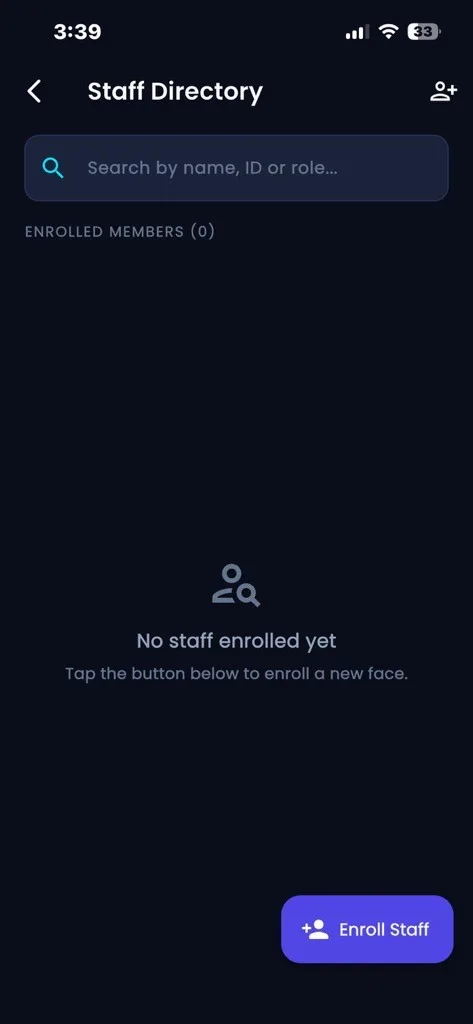 3:39
33
Staff Directory
Search by name, ID or role...
ENROLLED MEMBERS (0)
No staff enrolled yet
Tap the button below to enroll a new face.
Enroll Staff